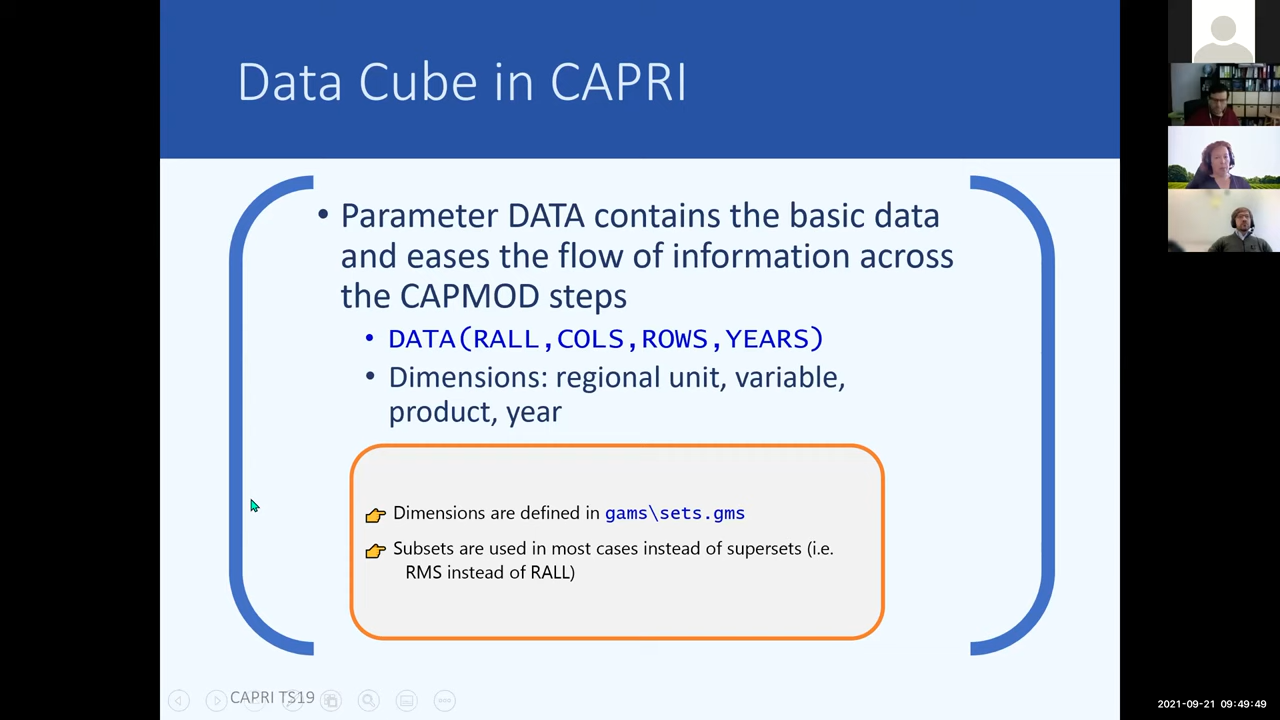 Data Cube in CAPRI
• Parameter DATA contains the basic data
and eases the flow of information across
the CAPMOD steps
• DATA(RALL,COLS,ROWS,YEARS)
• Dimensions: regional unit, variable,
product, year
Dimensions are defined in gams\sets.gms
Subsets are used in most cases instead of supersets (i.e.
RMS instead of RALL)
CAPRI TS19
2021-09-21 09:49:49